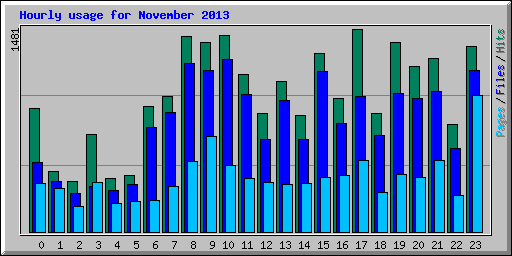 Hourly usage for November 2013
1481
Pages / Files / Hits
0 1 2 3 4 5 6 7 8 9 10 11 12 13 14 15 16 17 18 19 20 21 22 23